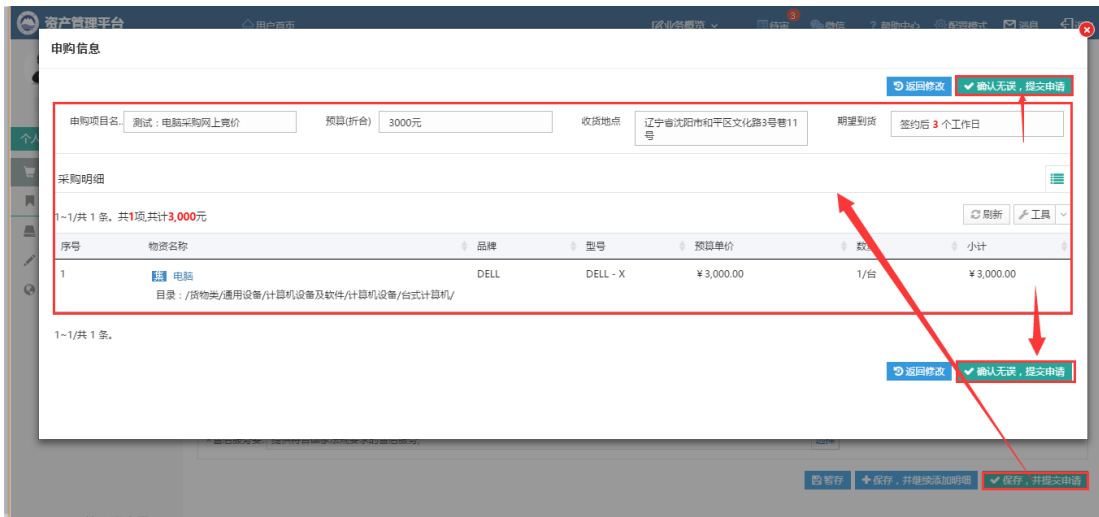 资产管理平台
用户首页
业务概览
待审
3
微信
? 帮助中心
配置模式
消息
申购信息
返回修改
确认无误，提交申请
申购项目名..
测试：电脑采购网上竞价
预算(折合)
3000元
收货地点
辽宁省沈阳市和平区文化路3号巷11
号
期望到货
签约后 3 个工作日
个人
采购明细
1~1/共 1 条。共1项,共计3,000元
刷新
工具
序号
物资名称
品牌
型号
预算单价
小计
1
电脑
DELL
DELL - X
¥ 3,000.00
1/台
¥ 3,000.00
目录：/货物类/通用设备/计算机设备及软件/计算机设备/台式计算机/
1~1/共 1 条。
返回修改
确认无误，提交申请
暂存
保存，并继续添加明细
保存，并提交申请